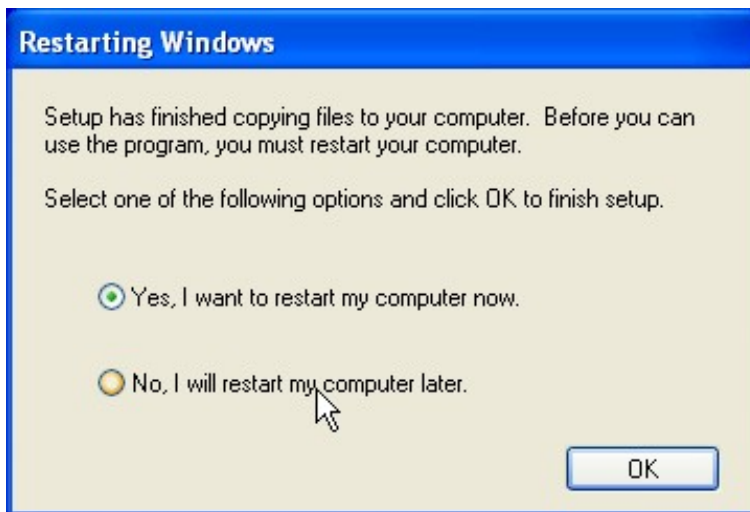 Restarting Windows
Setup has finished copying files to your computer.  Before you can
use the program, you must restart your computer.
Select one of the following options and click OK to finish setup.
Yes, I want to restart my computer now.
No, I will restart my computer later.
OK